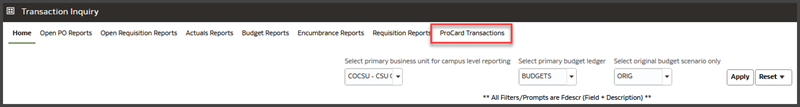 Transaction Inquiry
Home Open PO Reports Open Requisition Reports Actuals Reports Budget Reports Encumbrance Reports Requisition Reports ProCard Transactions
Select primary business unit for campus level reporting Select primary budget ledger Select original budget scenario only
COCSU - CSU BUDGETS ORIG Apply Reset
** All Filters/Prompts are Fdescr (Field + Description) **